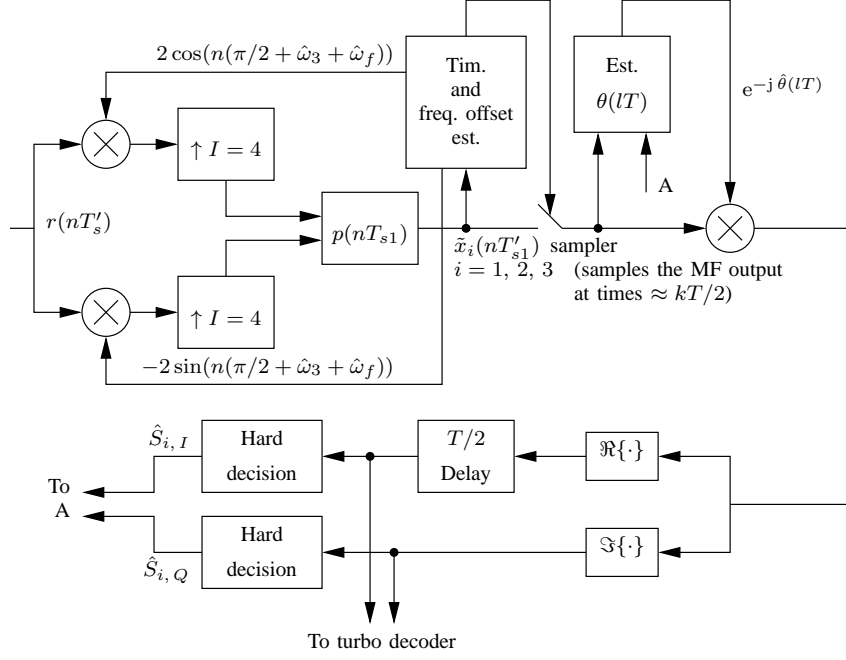 2 cos(n(π/2 + ω̂₃ + ω̂_f))
Tim.
and
freq. offset
est.
Est.
θ(lT)
e^{−j θ̂(lT)}
↑ I = 4
A
r(nT′_s)
p(nT_{s1})
x̃_i(nT′_{s1})
i = 1, 2, 3
sampler
(samples the MF output
at times ≈ kT/2)
↑ I = 4
−2 sin(n(π/2 + ω̂₃ + ω̂_f))
Ŝ_{i, I}
Hard
decision
T/2
Delay
ℜ{·}
To
A
Hard
decision
ℑ{·}
Ŝ_{i, Q}
To turbo decoder